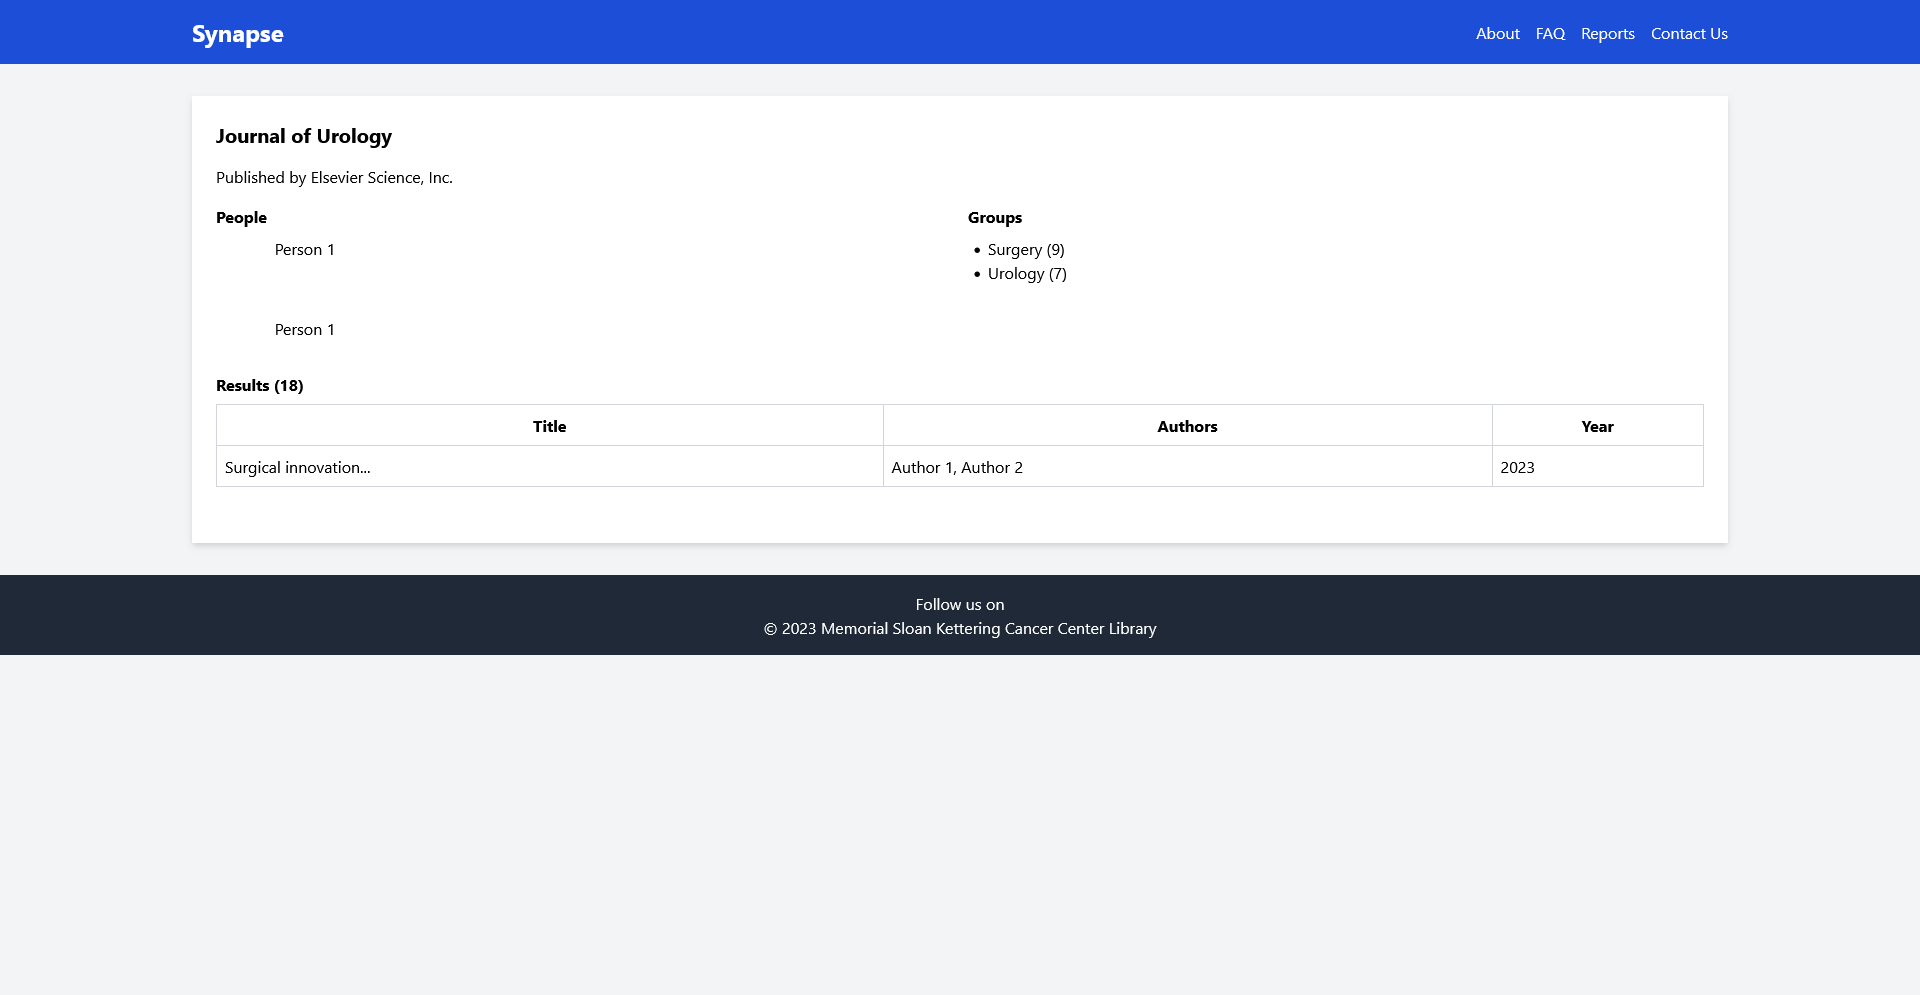 Synapse
About FAQ Reports Contact Us
Journal of Urology
Published by Elsevier Science, Inc.
People
Person 1
Person 1
Groups
• Surgery (9)
• Urology (7)
Results (18)
Title Authors Year
Surgical innovation... Author 1, Author 2 2023
Follow us on
© 2023 Memorial Sloan Kettering Cancer Center Library